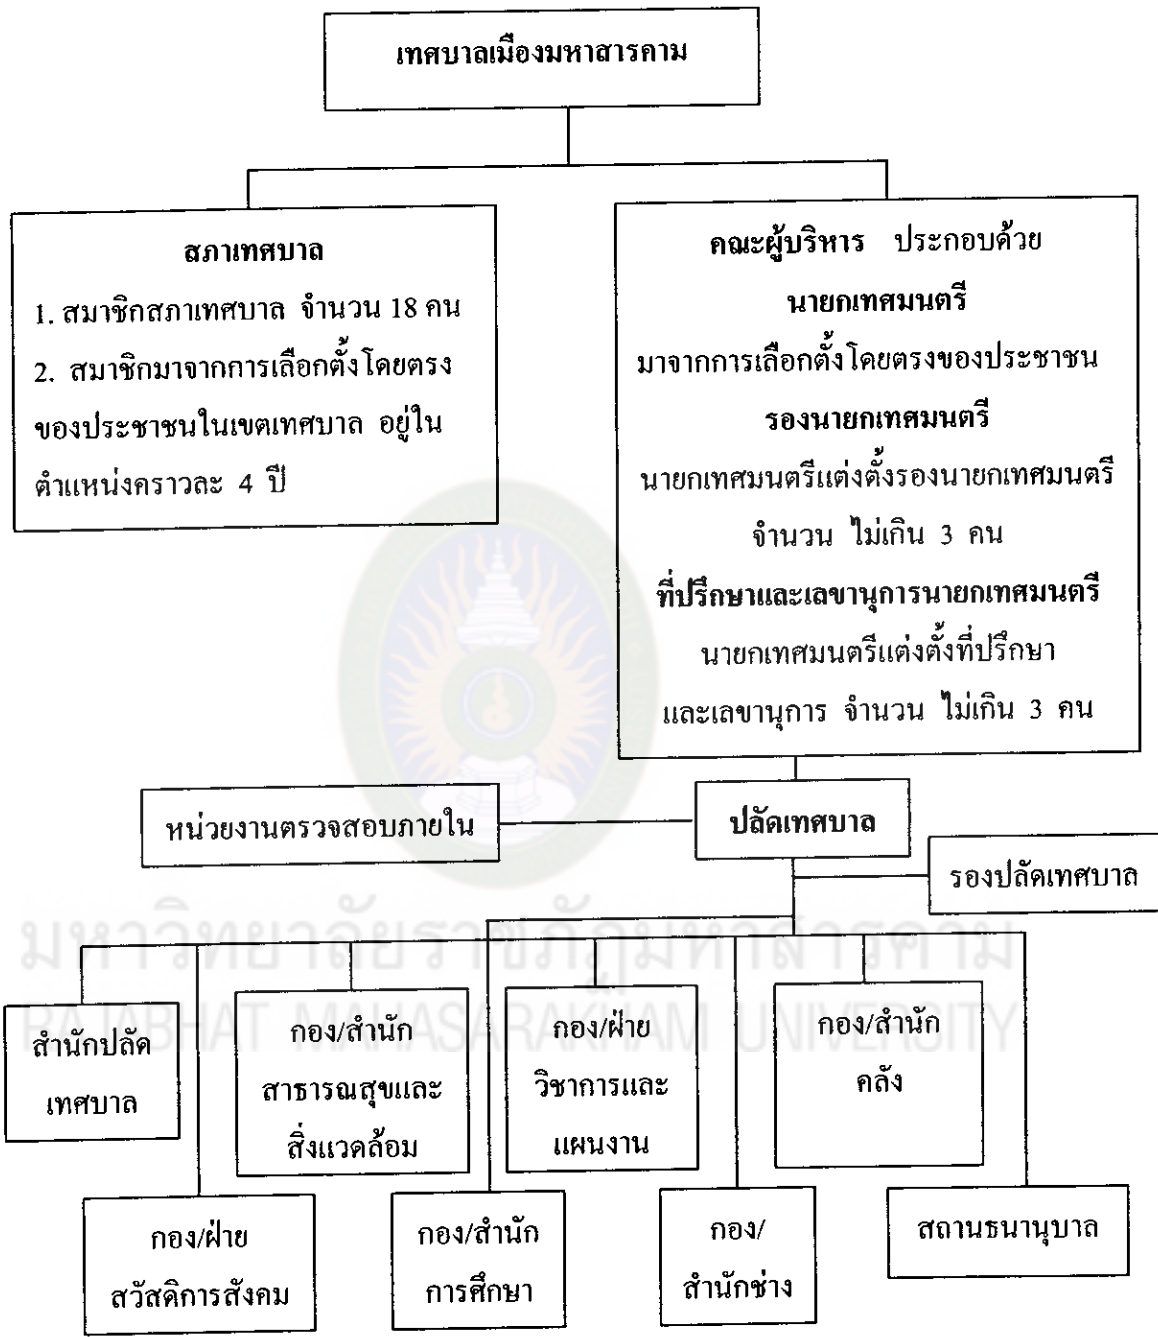 เทศบาลเมืองมหาสารคาม
สภาเทศบาล
1. สมาชิกสภาเทศบาล จำนวน 18 คน
2. สมาชิกมาจากการเลือกตั้งโดยตรง
ของประชาชนในเขตเทศบาล อยู่ใน
ตำแหน่งคราวละ 4 ปี
คณะผู้บริหาร ประกอบด้วย
นายกเทศมนตรี
มาจากการเลือกตั้งโดยตรงของประชาชน
รองนายกเทศมนตรี
นายกเทศมนตรีแต่งตั้งรองนายกเทศมนตรี
จำนวน ไม่เกิน 3 คน
ที่ปรึกษาและเลขานุการนายกเทศมนตรี
นายกเทศมนตรีแต่งตั้งที่ปรึกษา
และเลขานุการ จำนวน ไม่เกิน 3 คน
หน่วยงานตรวจสอบภายใน
ปลัดเทศบาล
รองปลัดเทศบาล
มหาวิทยาลัยราชภัฏมหาสารคาม
RAJABHAT MAHASARAKHAM UNIVERSITY
สำนักปลัด
เทศบาล
กอง/สำนัก
สาธารณสุขและ
สิ่งแวดล้อม
กอง/ฝ่าย
วิชาการและ
แผนงาน
กอง/สำนัก
คลัง
กอง/ฝ่าย
สวัสดิการสังคม
กอง/สำนัก
การศึกษา
กอง/
สำนักช่าง
สถานธนานุบาล